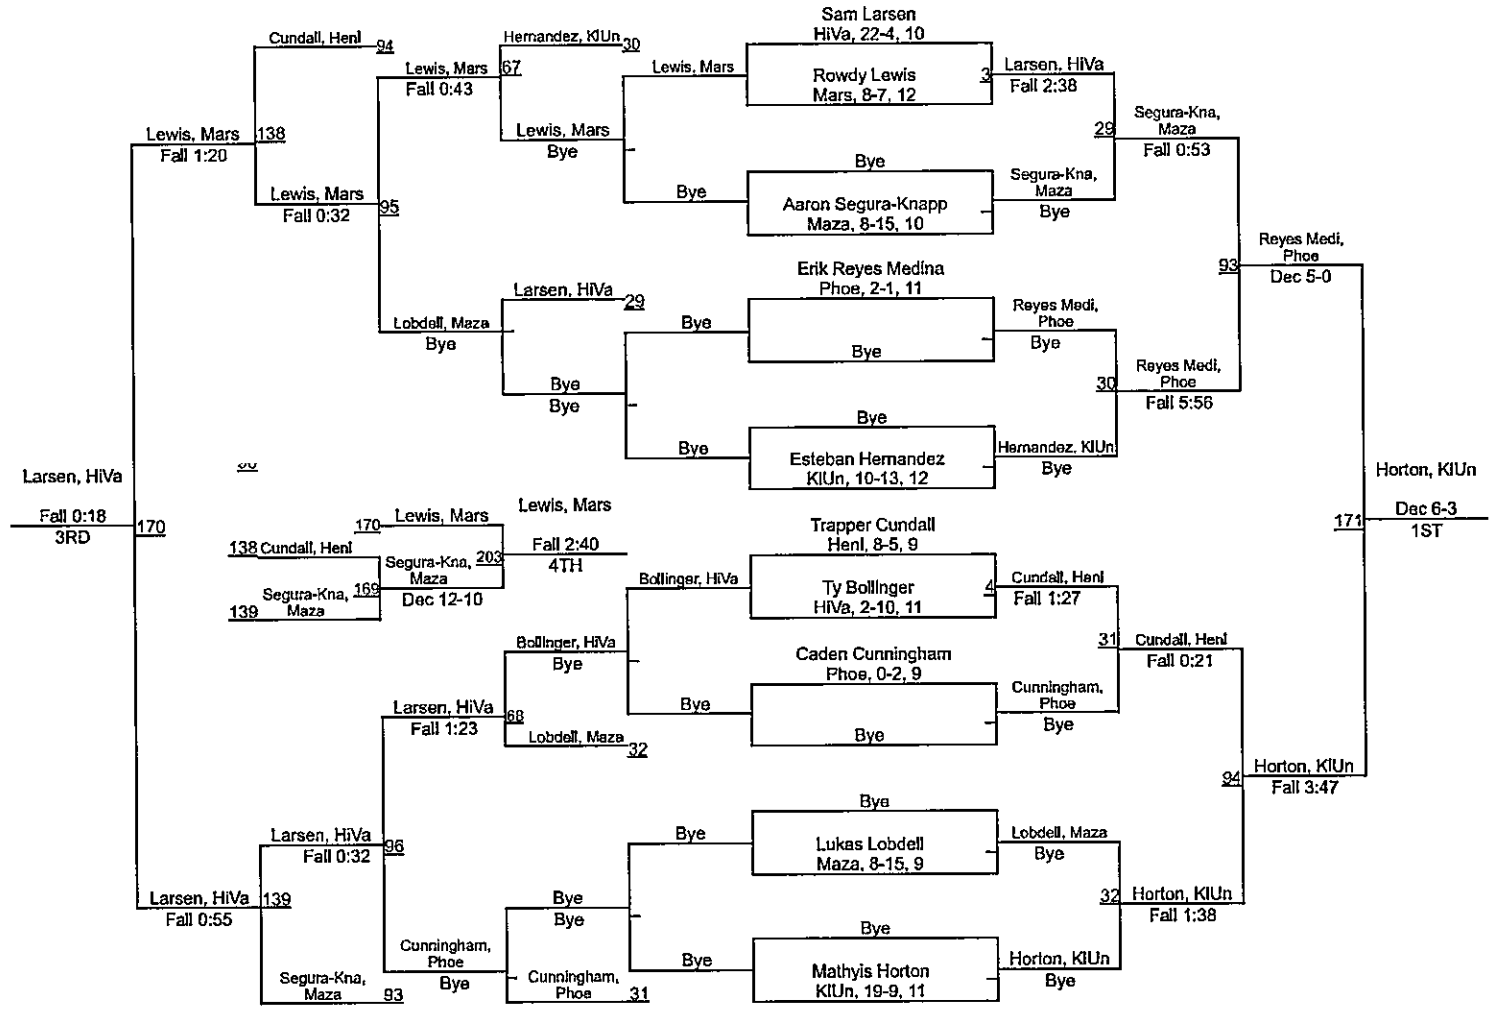 Sam Larsen
HiVa, 22-4, 10
Cundall, Henl
94
Hernandez, KlUn
30
Lewis, Mars
67
Fall 0:43
Lewis, Mars
Rowdy Lewis
Mars, 8-7, 12
3
Larsen, HiVa
Fall 2:38
Segura-Kna,
Maza
29
Fall 0:53
Lewis, Mars
138
Fall 1:20
Lewis, Mars
Bye
Bye
Lewis, Mars
Fall 0:32
95
Bye
Aaron Segura-Knapp
Maza, 8-15, 10
Segura-Kna,
Maza
Bye
Reyes Medi,
Phoe
93
Dec 5-0
Erik Reyes Medina
Phoe, 2-1, 11
Larsen, HiVa
29
Lobdell, Maza
Bye
Bye
Bye
Reyes Medi,
Phoe
Bye
Bye
Bye
30
Reyes Medi,
Phoe
Fall 5:56
Bye
Bye
Esteban Hernandez
KlUn, 10-13, 12
Hernandez, KlUn
Bye
Larsen, HiVa
Fall 0:18
3RD
170
Horton, KlUn
171
Dec 6-3
1ST
170
Lewis, Mars
Lewis, Mars
138
Cundall, Henl
Segura-Kna,
Maza
203
Fall 2:40
4TH
Segura-Kna,
Maza
169
139
Dec 12-10
Trapper Cundall
Henl, 8-5, 9
Bollinger, HiVa
Ty Bollinger
HiVa, 2-10, 11
4
Cundall, Henl
Fall 1:27
Bollinger, HiVa
Bye
31
Cundall, Henl
Fall 0:21
Caden Cunningham
Phoe, 0-2, 9
Larsen, HiVa
68
Fall 1:23
Bye
Bye
Cunningham,
Phoe
Bye
Lobdell, Maza
32
94
Horton, KlUn
Fall 3:47
Larsen, HiVa
96
Fall 0:32
Bye
Bye
Lukas Lobdell
Maza, 8-15, 9
Lobdell, Maza
Bye
Larsen, HiVa
139
Fall 0:55
Bye
Bye
32
Horton, KlUn
Fall 1:38
Cunningham,
Phoe
Bye
Bye
Bye
Mathyis Horton
KlUn, 19-9, 11
Horton, KlUn
Bye
Segura-Kna,
Maza
93
Cunningham,
Phoe
31